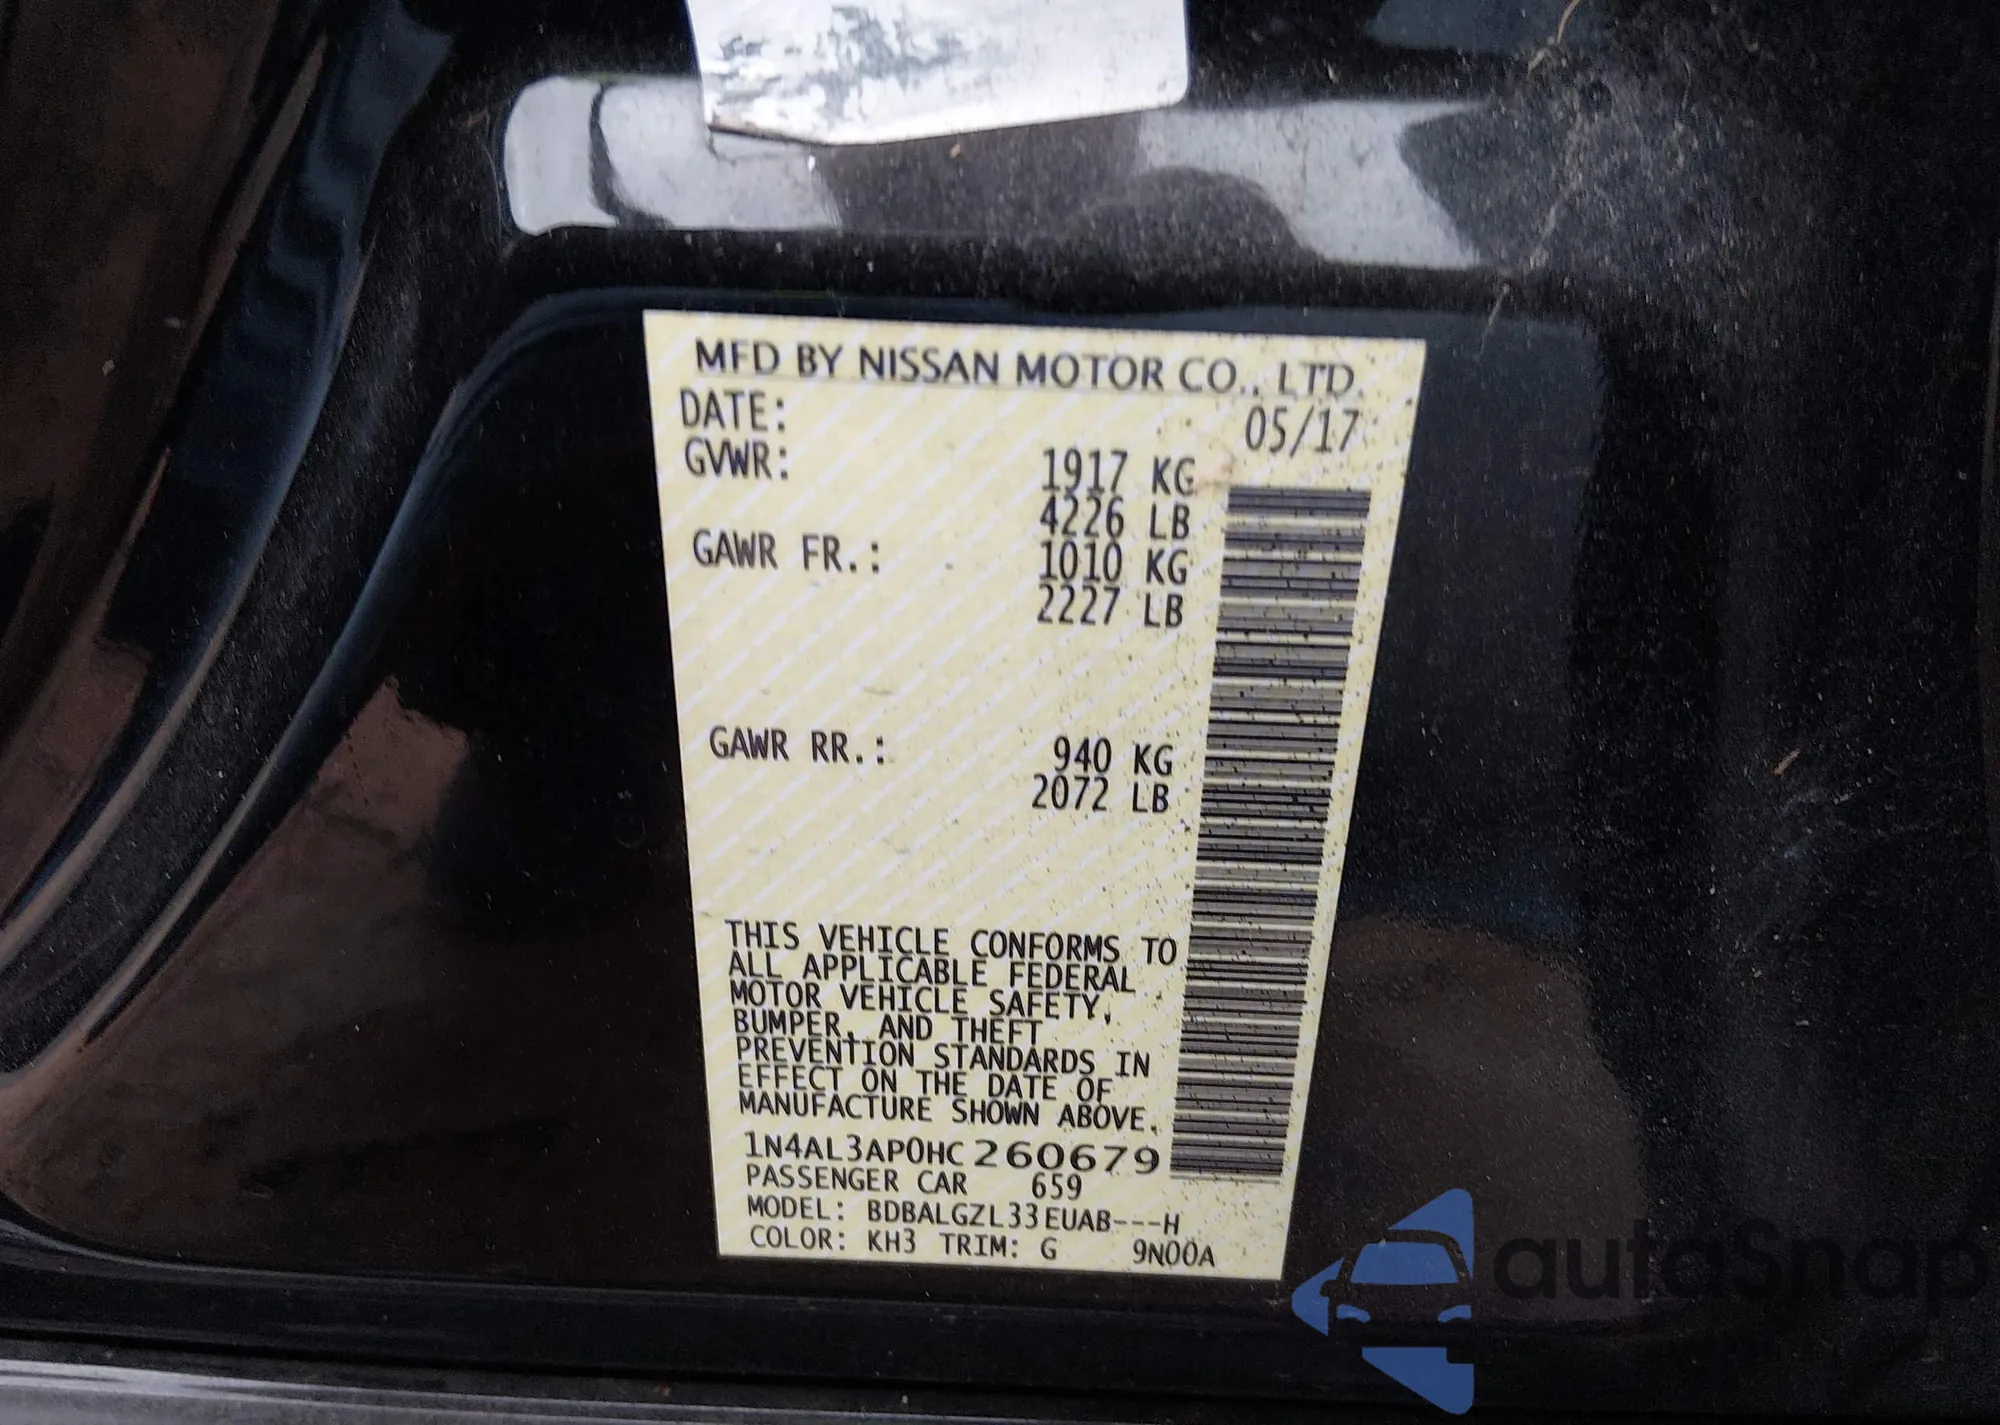 MFD BY NISSAN MOTOR CO., LTD.
DATE: 05/17
GVWR: 1917 KG
4226 LB
GAWR FR.: 1010 KG
2227 LB
GAWR RR.: 940 KG
2072 LB
THIS VEHICLE CONFORMS TO
ALL APPLICABLE FEDERAL
MOTOR VEHICLE SAFETY,
BUMPER, AND THEFT
PREVENTION STANDARDS IN
EFFECT ON THE DATE OF
MANUFACTURE SHOWN ABOVE.
1N4AL3AP0HC260679
PASSENGER CAR 659
MODEL: BDBALGZL33EUAB---H
COLOR: KH3 TRIM: G 9N00A
autosnap